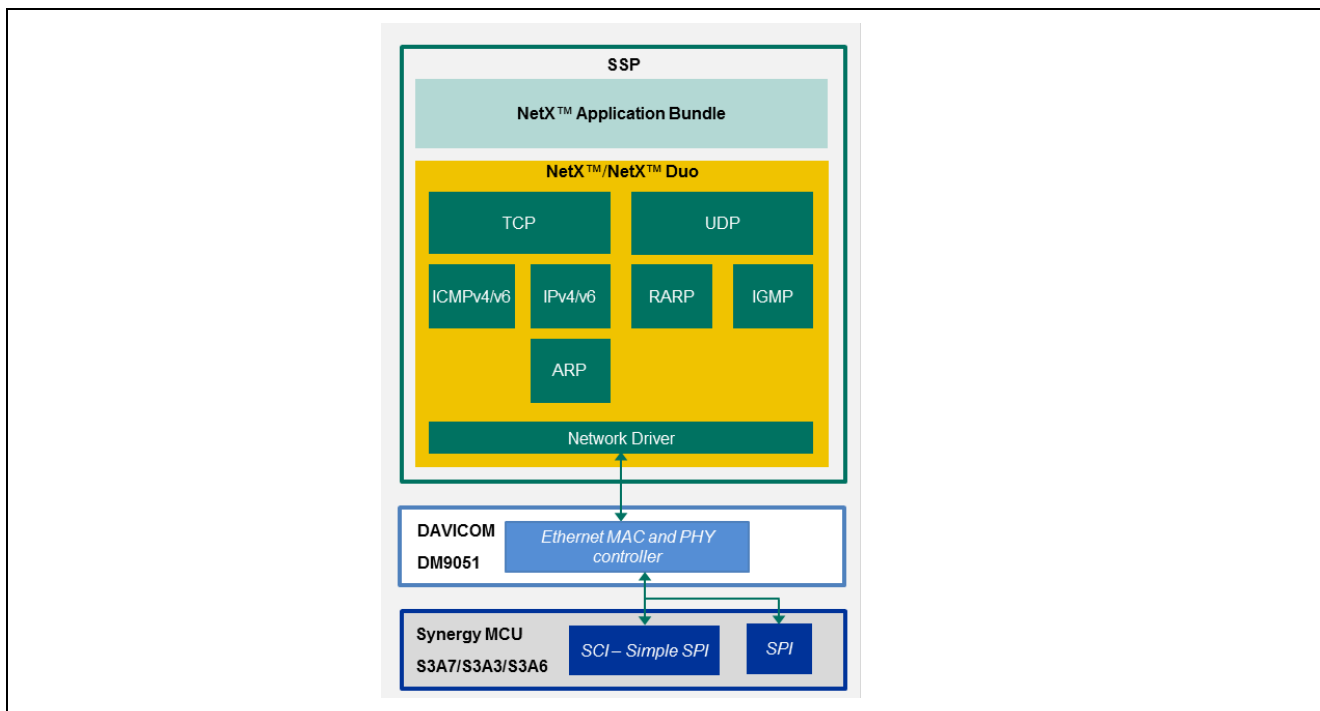 SSP
NetX™ Application Bundle
NetX™/NetX™ Duo
TCP
UDP
ICMPv4/v6
IPv4/v6
RARP
IGMP
ARP
Network Driver
DAVICOM
DM9051
Ethernet MAC and PHY
controller
Synergy MCU
S3A7/S3A3/S3A6
SCI – Simple SPI
SPI